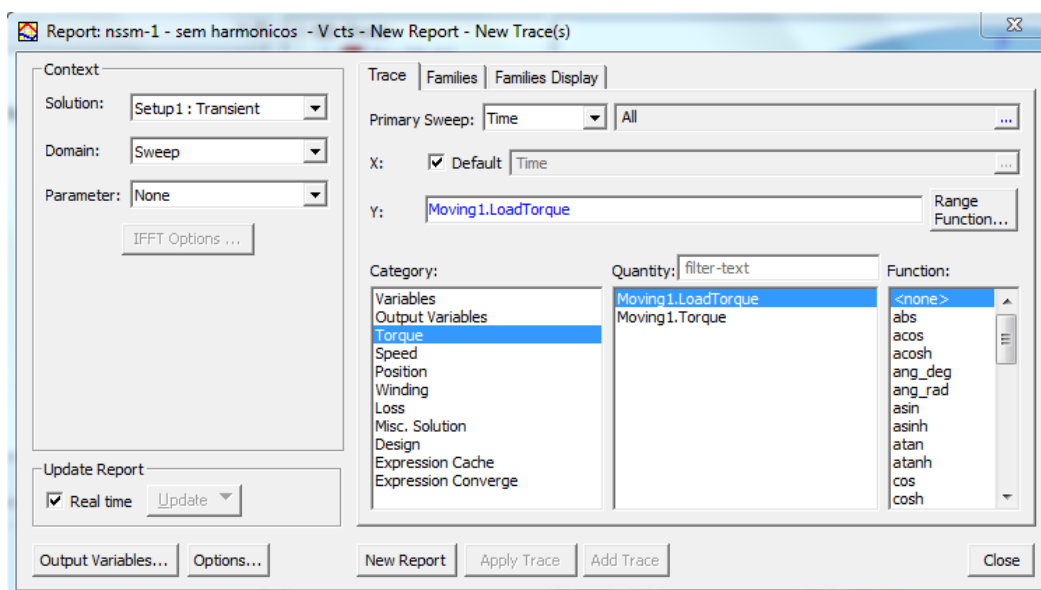 Report: nssm-1 - sem harmonicos - V cts - New Report - New Trace(s)
Context
Solution: Setup1 : Transient
Domain: Sweep
Parameter: None
IFFT Options ...
Update Report
Real time Update
Output Variables... Options...
Trace Families Families Display
Primary Sweep: Time All ...
X: Default Time ...
Y: Moving1.LoadTorque Range
Function...
Category:
Variables
Output Variables
Torque
Speed
Position
Winding
Loss
Misc. Solution
Design
Expression Cache
Expression Converge
Quantity: filter-text
Moving1.LoadTorque
Moving1.Torque
Function:
<none>
abs
acos
acosh
ang_deg
ang_rad
asin
asinh
atan
atanh
cos
cosh
New Report Apply Trace Add Trace Close